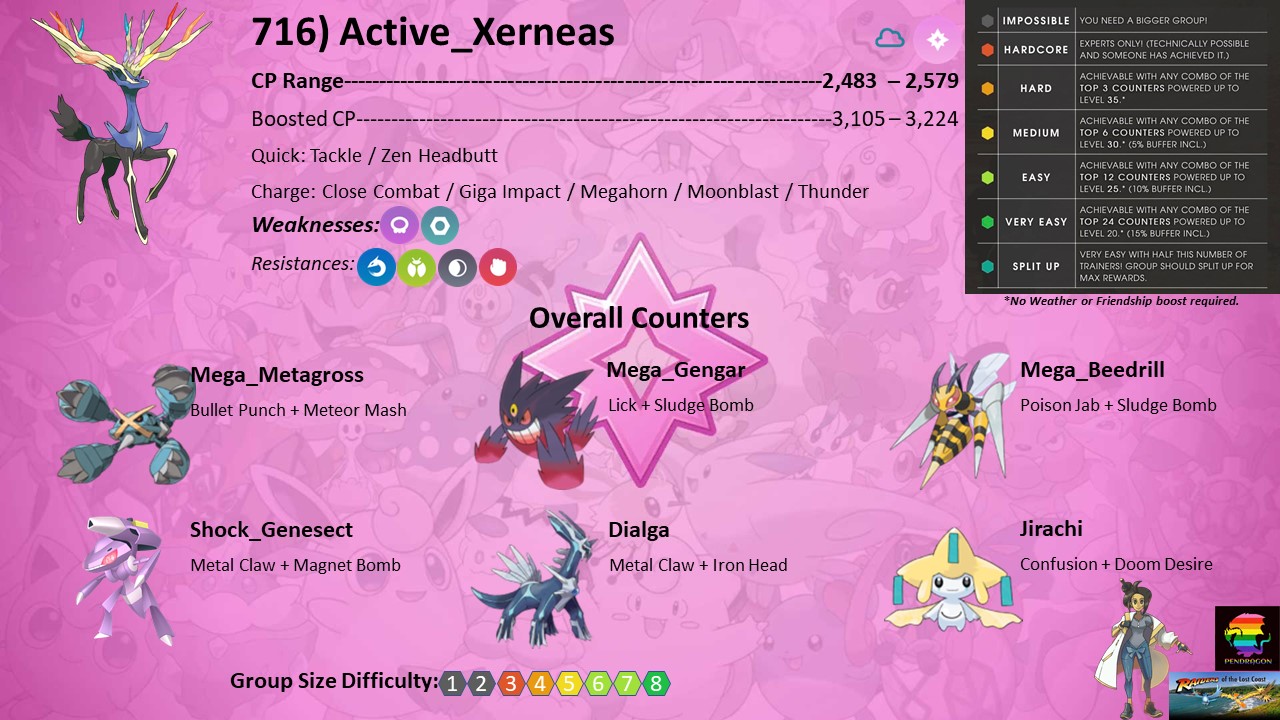 716) Active_Xerneas
CP Range--------------------------------------------------------------------2,483 – 2,579
Boosted CP--------------------------------------------------------------------3,105 – 3,224
Quick: Tackle / Zen Headbutt
Charge: Close Combat / Giga Impact / Megahorn / Moonblast / Thunder
Weaknesses:
Resistances:
IMPOSSIBLE YOU NEED A BIGGER GROUP!
HARDCORE EXPERTS ONLY! (TECHNICALLY POSSIBLE
AND SOMEONE HAS ACHIEVED IT.)
HARD ACHIEVABLE WITH ANY COMBO OF THE
TOP 3 COUNTERS POWERED UP TO
LEVEL 35.*
MEDIUM ACHIEVABLE WITH ANY COMBO OF THE
TOP 6 COUNTERS POWERED UP TO
LEVEL 30.* (5% BUFFER INCL.)
EASY ACHIEVABLE WITH ANY COMBO OF THE
TOP 12 COUNTERS POWERED UP TO
LEVEL 25.* (10% BUFFER INCL.)
VERY EASY ACHIEVABLE WITH ANY COMBO OF THE
TOP 24 COUNTERS POWERED UP TO
LEVEL 20.* (15% BUFFER INCL.)
SPLIT UP VERY EASY WITH HALF THIS NUMBER OF
TRAINERS! GROUP SHOULD SPLIT UP FOR
MAX REWARDS.
*No Weather or Friendship boost required.
Overall Counters
Mega_Metagross
Bullet Punch + Meteor Mash
Mega_Gengar
Lick + Sludge Bomb
Mega_Beedrill
Poison Jab + Sludge Bomb
Shock_Genesect
Metal Claw + Magnet Bomb
Dialga
Metal Claw + Iron Head
Jirachi
Confusion + Doom Desire
Group Size Difficulty: 1 2 3 4 5 6 7 8
PENDRAGON
RAIDERS of the Lost Coast